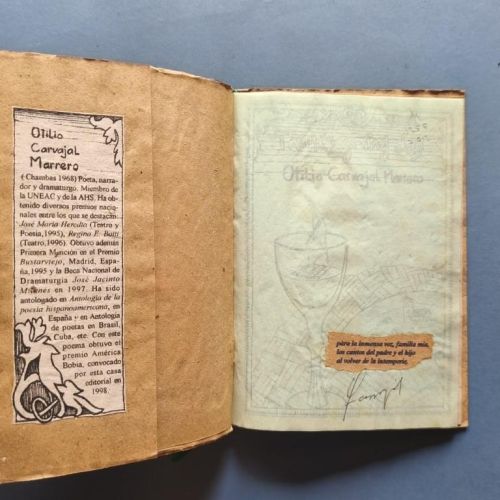 Otilio
Carvajal
Marrero
(Chambas 1968) Poeta, narra-
dor y dramaturgo. Miembro de
la UNEAC y de la AHS. Ha ob-
tenido diversos premios nacio-
nales entre los que se destacan:
José María Heredia (Teatro y
Poesía,1995), Regino E. Botti
(Teatro,1996). Obtuvo además
Primera Mención en el Premio
Bustarviejo, Madrid, Espa-
ña,1995 y la Beca Nacional de
Dramaturgia José Jacinto
Milanés en 1997. Ha sido
antologado en Antología de la
poesía hispanoamericana, en
España y en Antología
de poetas en Brasil,
Cuba, etc. Con este
poema obtuvo el
premio América
Bobia, convocado
por esta casa
editorial en
1998.
Otilio Carvajal Marrero
para la inmensa voz, familia mía,
los cantos del padre y el hijo
al volver de la intemperie.